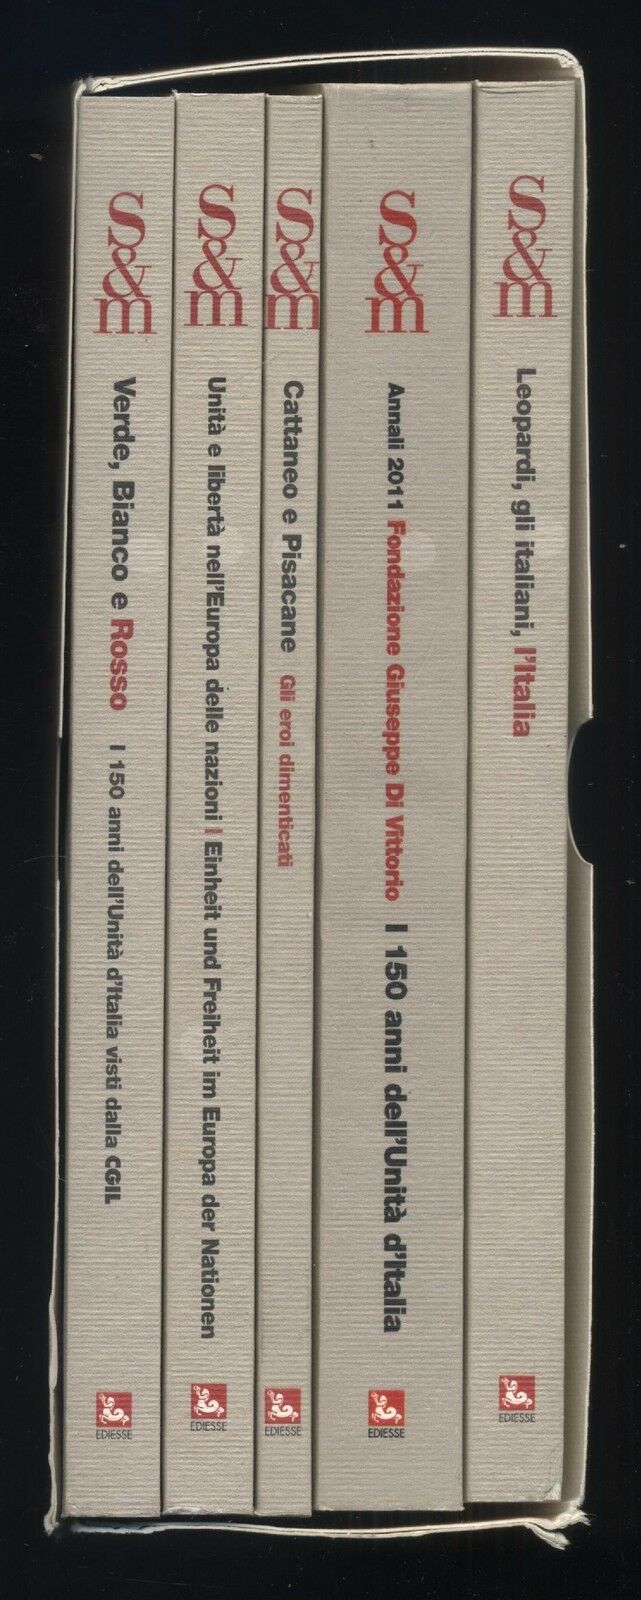 S&m
Verde, Bianco e Rosso I 150 anni dell'Unità d'Italia visti dalla CGIL
EDIESSE
S&m
Unità e libertà nell'Europa delle nazioni | Einheit und Freiheit im Europa der Nationen
EDIESSE
S&m
Cattaneo e Pisacane Gli eroi dimenticati
EDIESSE
S&m
Annali 2011 Fondazione Giuseppe Di Vittorio I 150 anni dell'Unità d'Italia
EDIESSE
S&m
Leopardi, gli italiani, l'Italia
EDIESSE